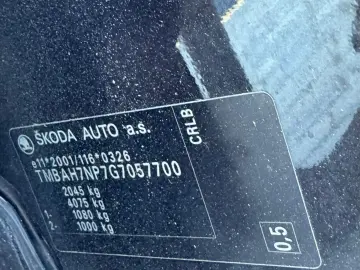 ŠKODA AUTO a.s.
e11*2001/116*0326
TMBAH7NP7G7057700
2045 kg
4075 kg
1- 1080 kg
2- 1000 kg
CRLB
0,5